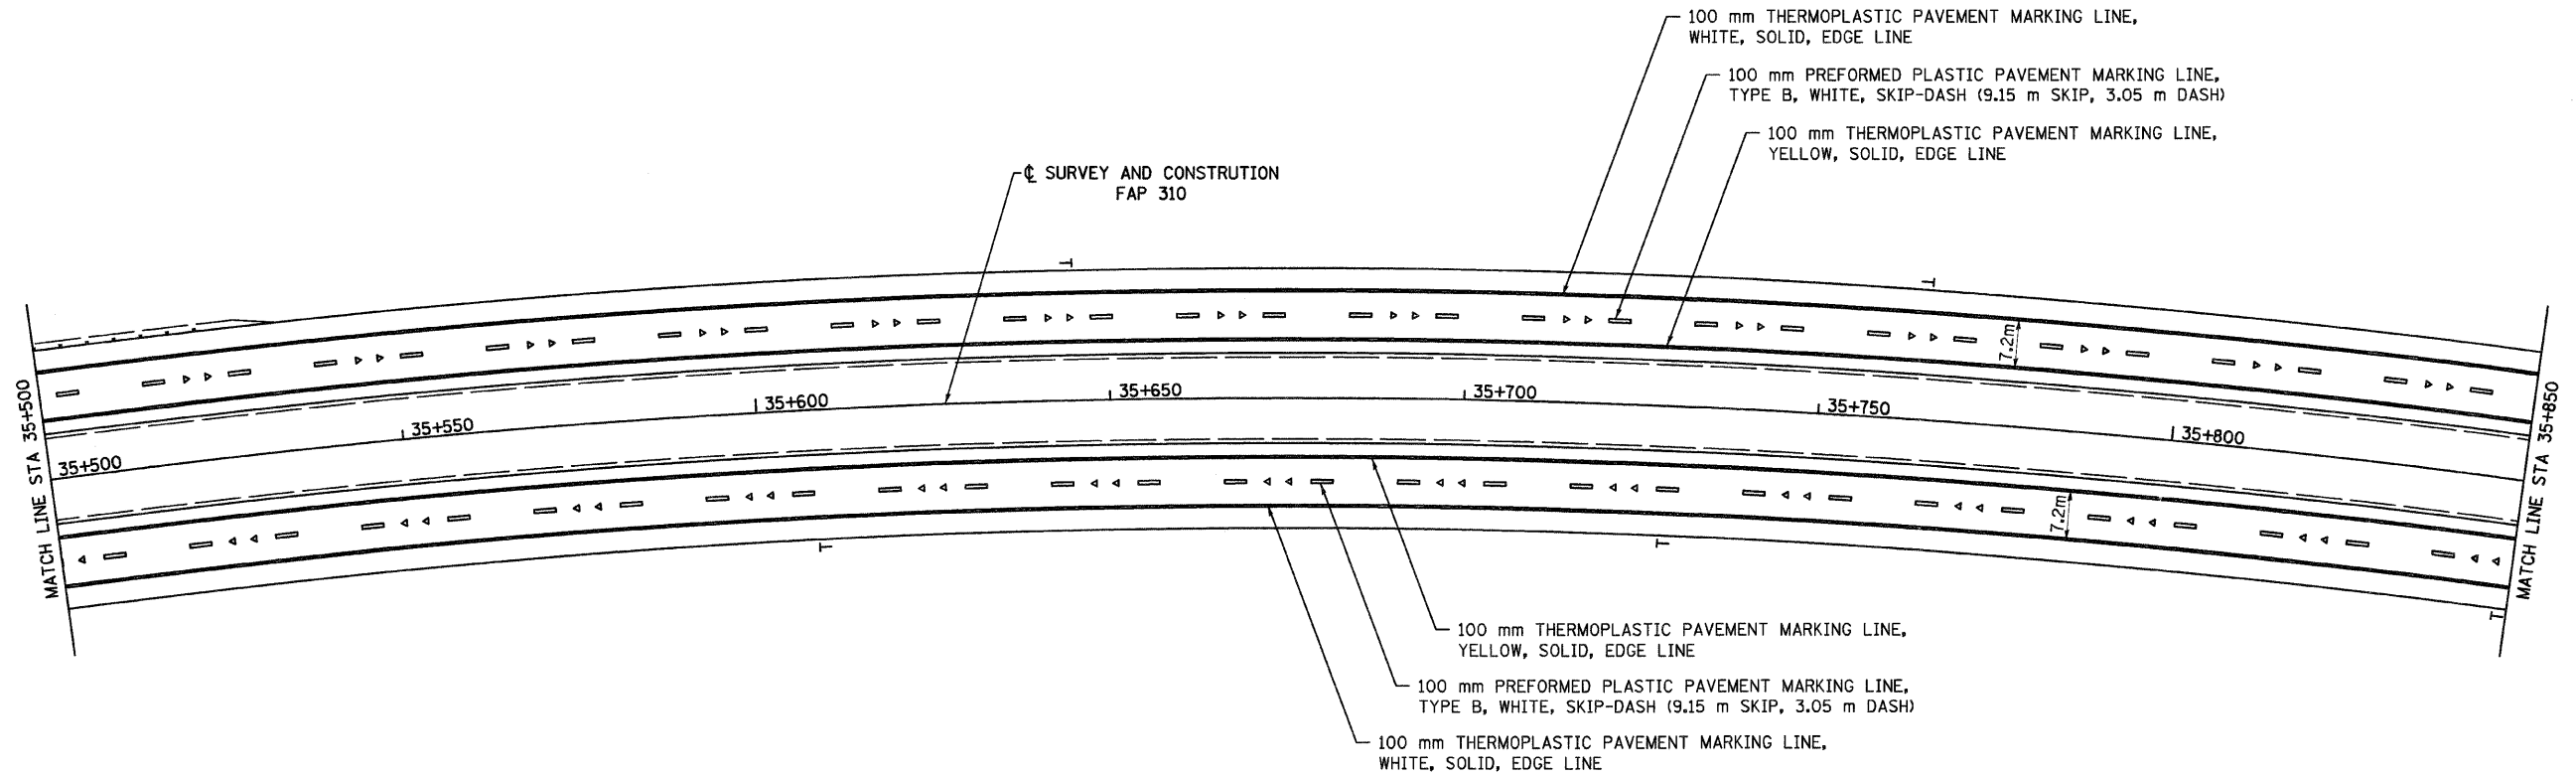 100 mm THERMOPLASTIC PAVEMENT MARKING LINE,
WHITE, SOLID, EDGE LINE
100 mm PREFORMED PLASTIC PAVEMENT MARKING LINE,
TYPE B, WHITE, SKIP-DASH (9.15 m SKIP, 3.05 m DASH)
100 mm THERMOPLASTIC PAVEMENT MARKING LINE,
YELLOW, SOLID, EDGE LINE
℄ SURVEY AND CONSTRUTION
FAP 310
MATCH LINE STA 35+500
35+500
35+550
35+600
35+650
35+700
35+750
35+800
7.2m
7.2m
MATCH LINE STA 35+850
100 mm THERMOPLASTIC PAVEMENT MARKING LINE,
YELLOW, SOLID, EDGE LINE
100 mm PREFORMED PLASTIC PAVEMENT MARKING LINE,
TYPE B, WHITE, SKIP-DASH (9.15 m SKIP, 3.05 m DASH)
100 mm THERMOPLASTIC PAVEMENT MARKING LINE,
WHITE, SOLID, EDGE LINE